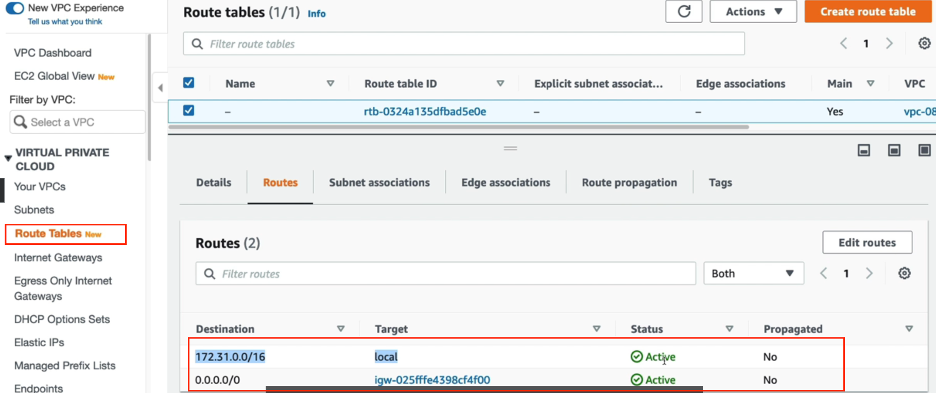 New VPC Experience
Tell us what you think
VPC Dashboard
EC2 Global View New
Filter by VPC:
Select a VPC
VIRTUAL PRIVATE
CLOUD
Your VPCs
Subnets
Route Tables New
Internet Gateways
Egress Only Internet
Gateways
DHCP Options Sets
Elastic IPs
Managed Prefix Lists
Endpoints
Route tables (1/1) Info
Actions
Create route table
Filter route tables
1
Name Route table ID Explicit subnet associat... Edge associations Main VPC
– rtb-0324a135dfbad5e0e – – Yes vpc-08
Details Routes Subnet associations Edge associations Route propagation Tags
Routes (2)
Edit routes
Filter routes
Both
1
Destination Target Status Propagated
172.31.0.0/16 local Active No
0.0.0.0/0 igw-025fffe4398cf4f00 Active No